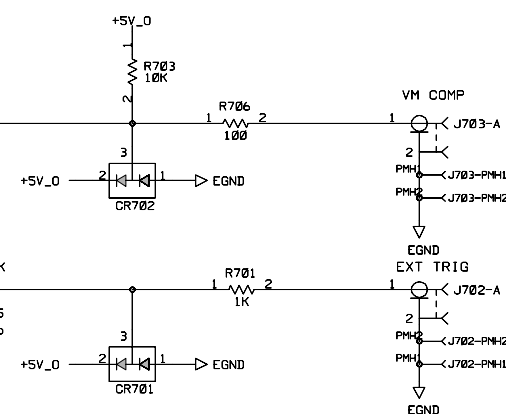 +5V_O
1
R703
10K
2
VM COMP
R706
1
2
1
J703-A
100
3
2
PMH1
+5V_O
2
1
EGND
J703-PMH1
PMH2
J703-PMH2
CR702
EGND
K
EXT TRIG
R701
1
2
1
J702-A
1K
2
3
PMH2
J702-PMH2
+5V_O
2
1
EGND
PMH1
J702-PMH1
CR701
EGND